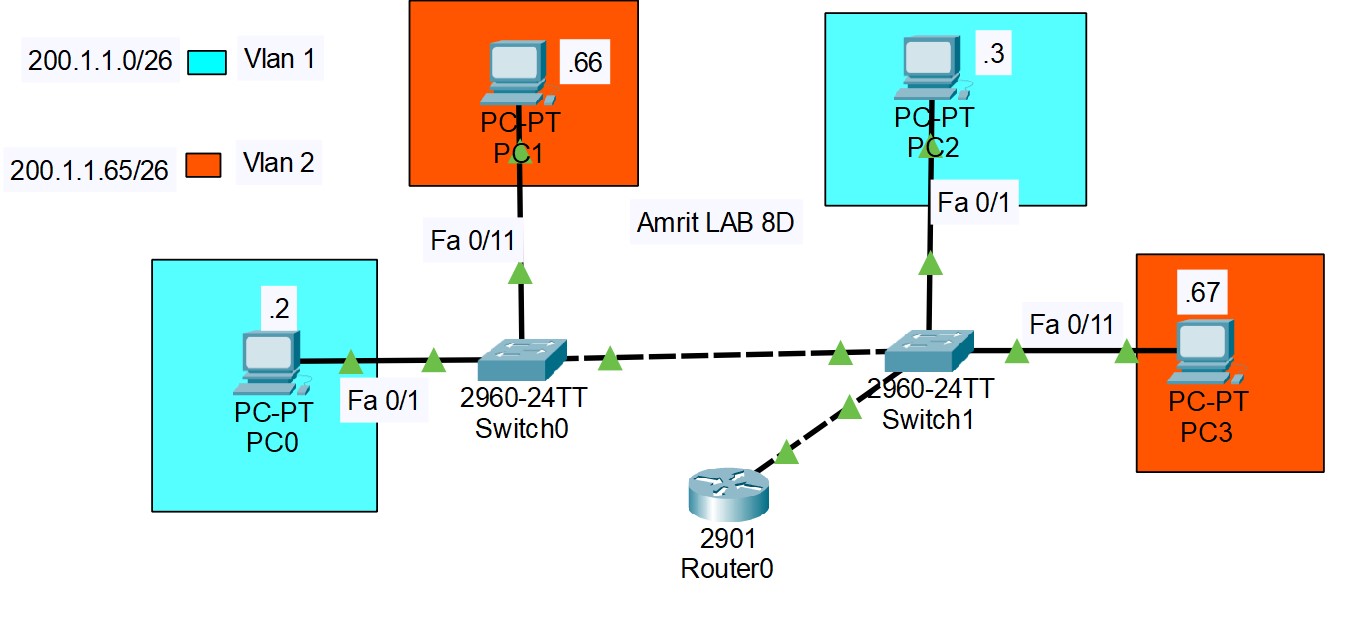 200.1.1.0/26
Vlan 1
200.1.1.65/26
Vlan 2
.66
PC-PT
PC1
.3
PC-PT
PC2
Fa 0/11
Amrit LAB 8D
Fa 0/1
.2
PC-PT
PC0
Fa 0/1
2960-24TT
Switch0
2960-24TT
Switch1
Fa 0/11
.67
PC-PT
PC3
2901
Router0